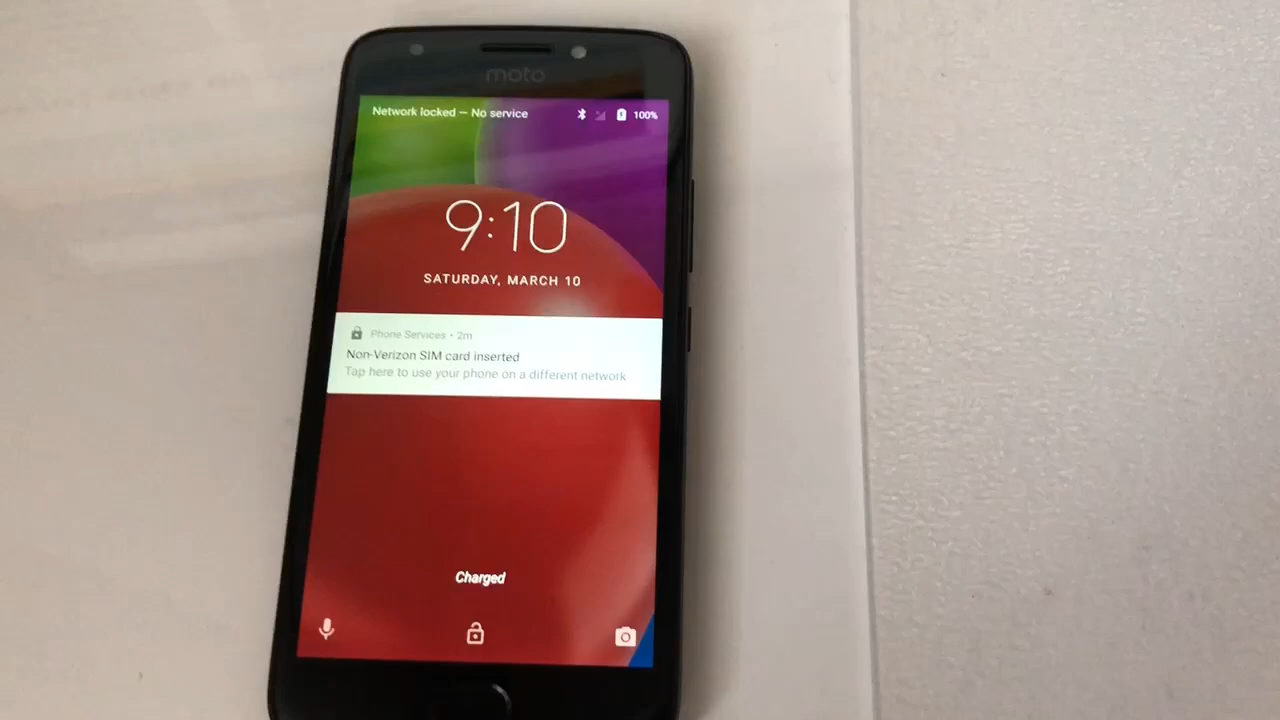 moto
Network locked — No service
100%
9:10
SATURDAY, MARCH 10
Phone Services • 2m
Non-Verizon SIM card inserted
Tap here to use your phone on a different network
Charged